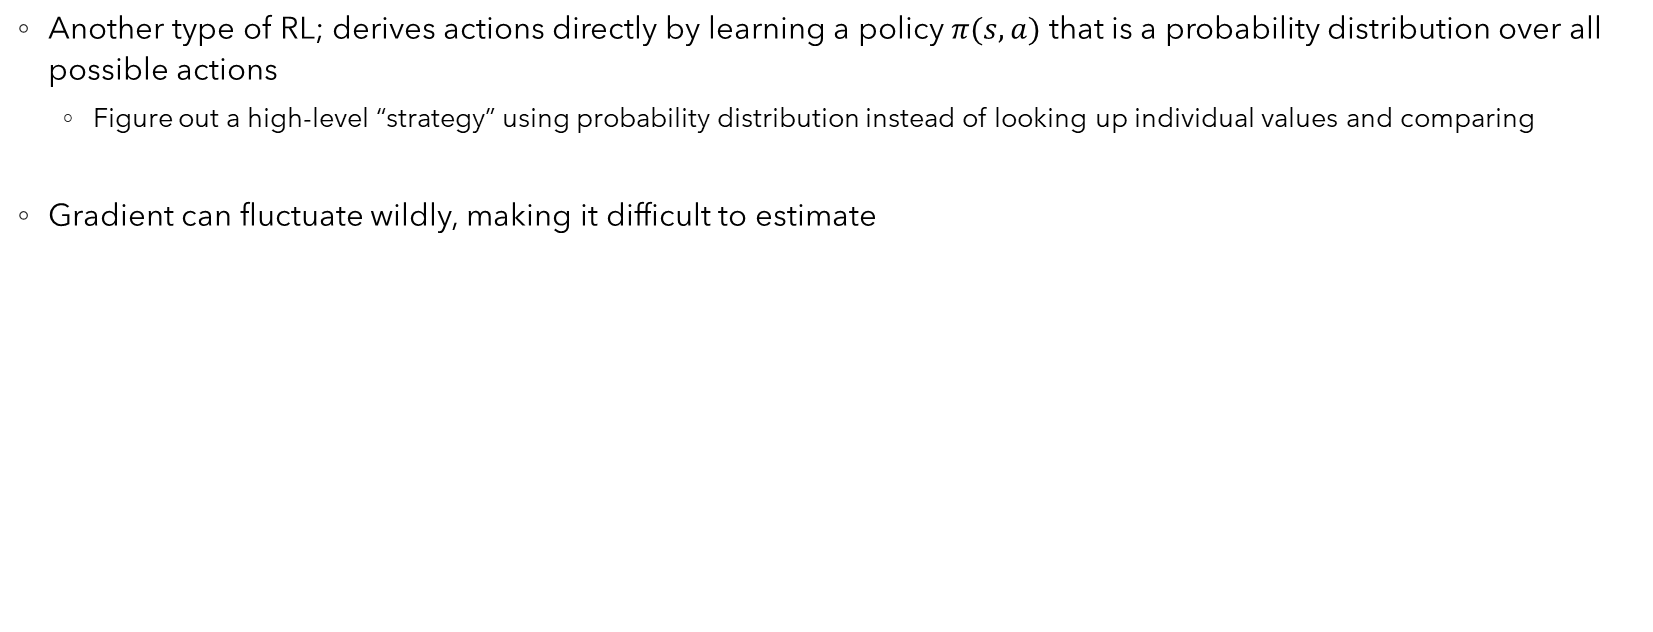 ◦ Another type of RL; derives actions directly by learning a policy 𝜋(𝑠, 𝑎) that is a probability distribution over all
possible actions
◦ Figure out a high-level “strategy” using probability distribution instead of looking up individual values and comparing
◦ Gradient can fluctuate wildly, making it difficult to estimate